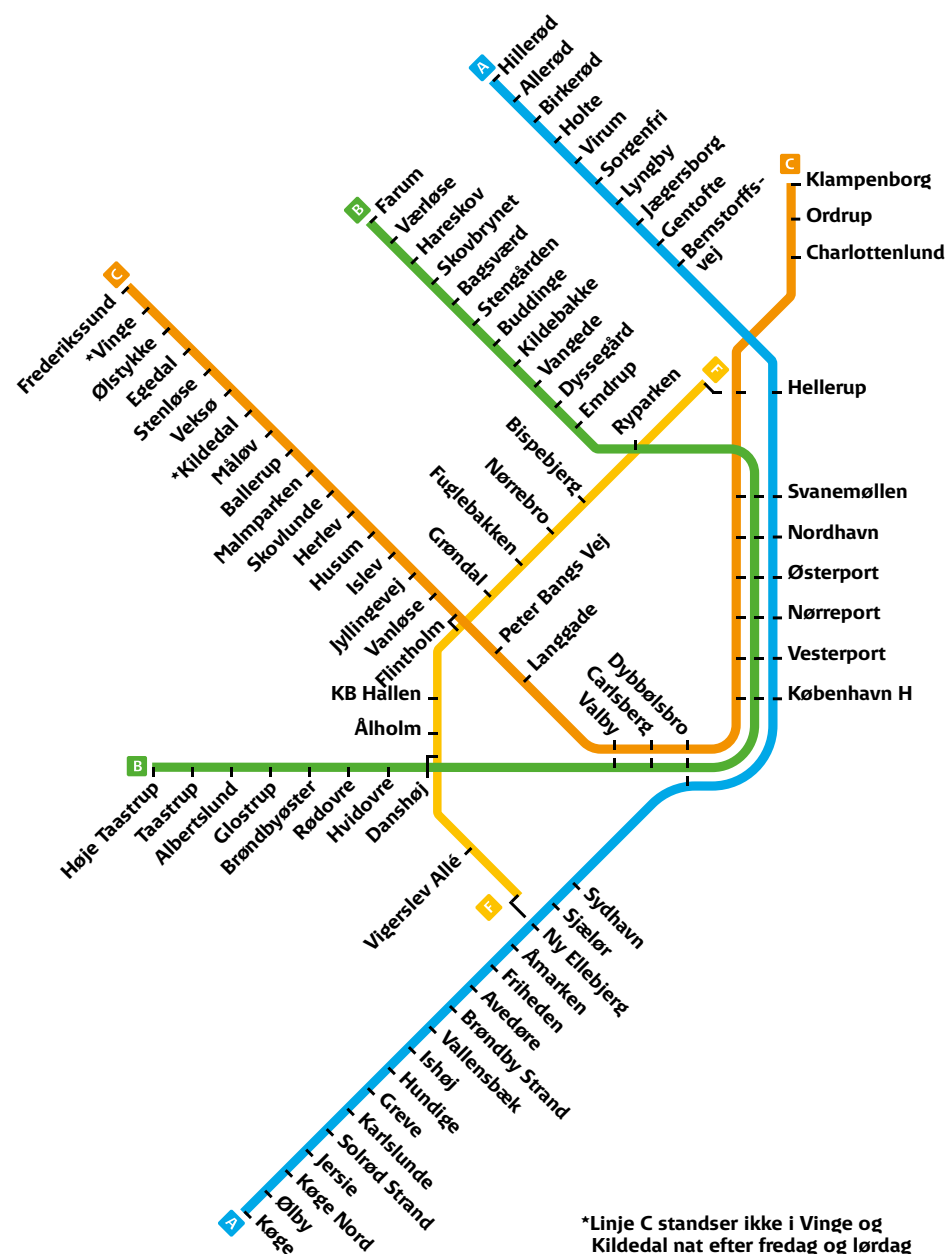 A
Hillerød
Allerød
Birkerød
Holte
Virum
Sorgenfri
Lyngby
Jægersborg
Gentofte
Bernstorffs-
vej
C
Klampenborg
Ordrup
Charlottenlund
B
Farum
Værløse
Hareskov
Skovbrynet
Bagsværd
Stengården
Buddinge
Kildebakke
Vangede
Dyssegård
Emdrup
Ryparken
C
Frederikssund
*Vinge
Ølstykke
Egedal
Stenløse
Veksø
*Kildedal
Måløv
Ballerup
Malmparken
Skovlunde
Herlev
Husum
Islev
Jyllingevej
Vanløse
Flintholm
Peter Bangs Vej
Langgade
Valby
Carlsberg
Dybbølsbro
F
Bispebjerg
Nørrebro
Fuglebakken
Grøndal
KB Hallen
Ålholm
Hellerup
Svanemøllen
Nordhavn
Østerport
Nørreport
Vesterport
København H
B
Høje Taastrup
Taastrup
Albertslund
Glostrup
Brøndbyøster
Rødovre
Hvidovre
Danshøj
Vigerslev Allé
F
Sydhavn
Sjælør
Ny Ellebjerg
Åmarken
Friheden
Avedøre
Brøndby Strand
Vallensbæk
Ishøj
Hundige
Greve
Karlslunde
Solrød Strand
Jersie
Køge Nord
Ølby
Køge
A
*Linje C standser ikke i Vinge og
Kildedal nat efter fredag og lørdag